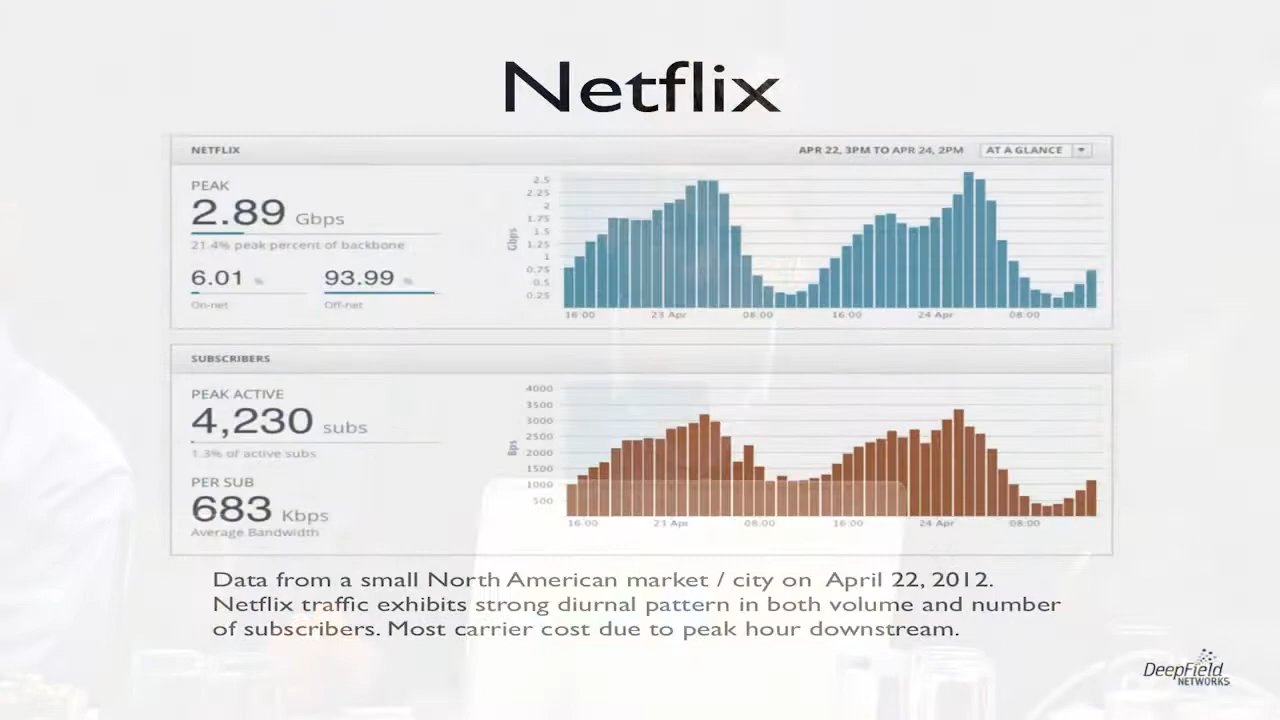 Netflix
NETFLIX
APR 22, 3PM TO APR 24, 2PM
AT A GLANCE
PEAK
2.89 Gbps
21.4% peak percent of backbone
6.01 %
93.99 %
On-net
Off-net
Gbps
2.5
2.25
2
1.75
1.5
1.25
1
0.75
0.5
0.25
16:00 23 Apr 08:00 16:00 24 Apr 08:00
SUBSCRIBERS
PEAK ACTIVE
4,230 subs
1.3% of active subs
PER SUB
683 Kbps
Average Bandwidth
Bps
4000
3500
3000
2500
2000
1500
1000
500
16:00 23 Apr 08:00 16:00 24 Apr 08:00
Data from a small North American market / city on April 22, 2012.
Netflix traffic exhibits strong diurnal pattern in both volume and number
of subscribers. Most carrier cost due to peak hour downstream.
DeepField
NETWORKS